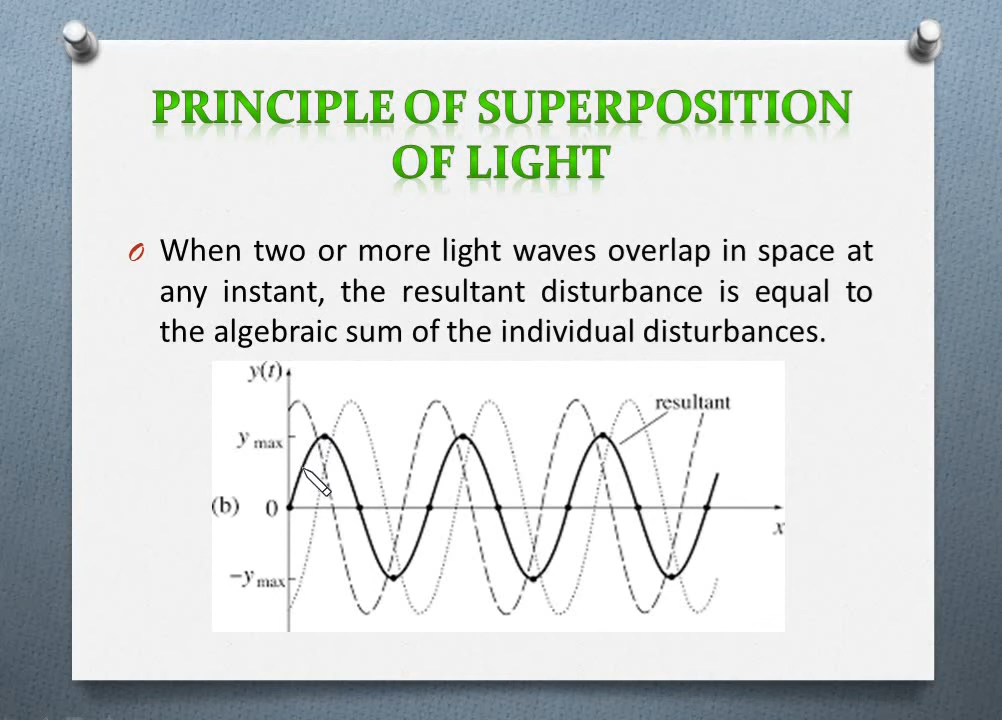 PRINCIPLE OF SUPERPOSITION
OF LIGHT
When two or more light waves overlap in space at
any instant, the resultant disturbance is equal to
the algebraic sum of the individual disturbances.
y(t)
resultant
y max
(b) 0
x
−y max